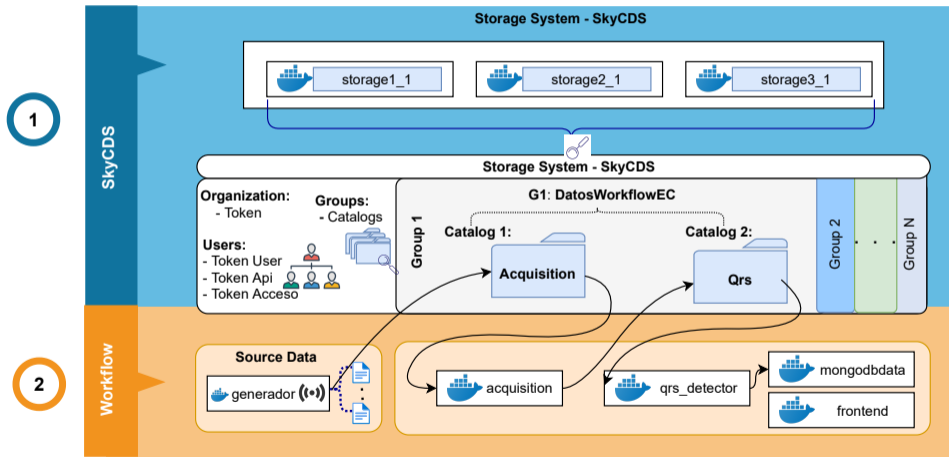 Storage System - SkyCDS
storage1_1
storage2_1
storage3_1
1
SkyCDS
Storage System - SkyCDS
Organization:
- Token
Users:
- Token User
- Token Api
- Token Acceso
Groups:
- Catalogs
Group 1
G1: DatosWorkflowEC
Catalog 1:
Acquisition
Catalog 2:
Qrs
Group 2
. . .
Group N
2
Workflow
Source Data
generador
acquisition
qrs_detector
mongodbdata
frontend